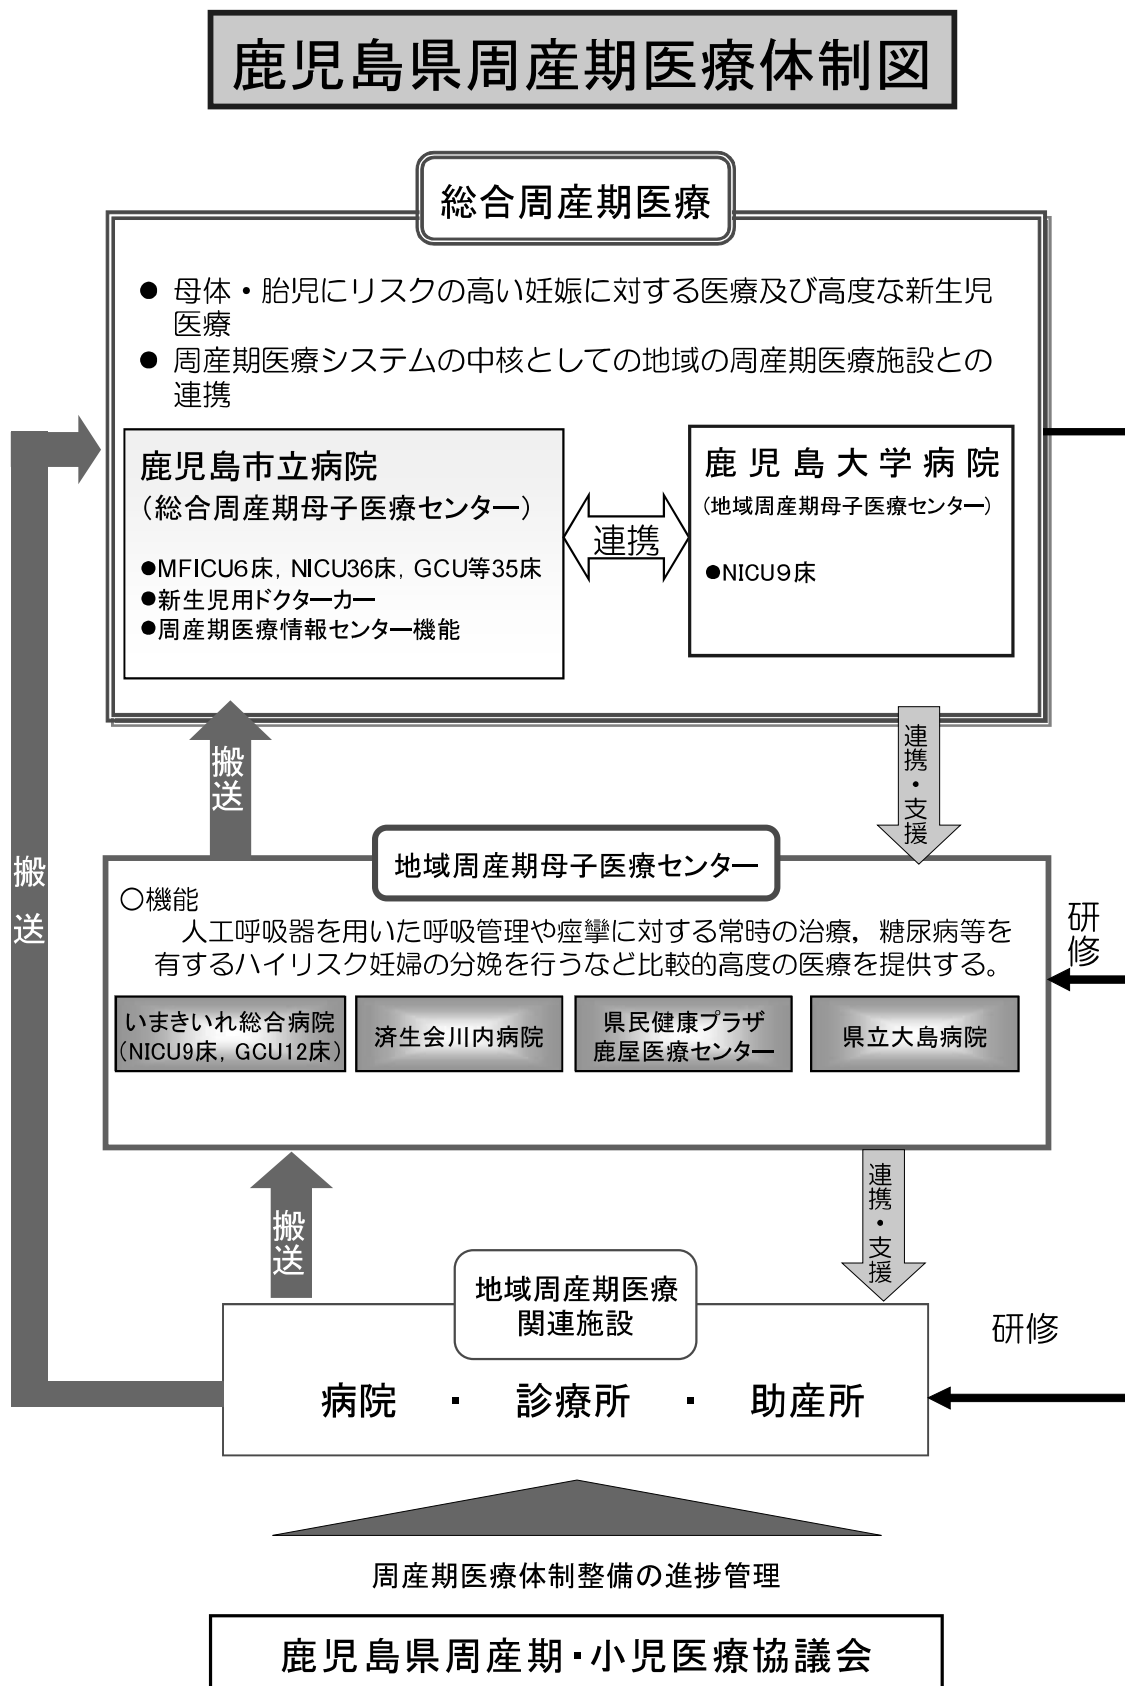 鹿児島県周産期医療体制図
総合周産期医療
● 母体・胎児にリスクの高い妊娠に対する医療及び高度な新生児
医療
● 周産期医療システムの中核としての地域の周産期医療施設との
連携
鹿児島市立病院
（総合周産期母子医療センター）
●MFICU6床，NICU36床，GCU等35床
●新生児用ドクターカー
●周産期医療情報センター機能
連携
鹿児島大学病院
（地域周産期母子医療センター）
●NICU9床
搬送
連携・支援
搬送
地域周産期母子医療センター
○機能
人工呼吸器を用いた呼吸管理や痙攣に対する常時の治療，糖尿病等を
有するハイリスク妊婦の分娩を行うなど比較的高度の医療を提供する。
いまきいれ総合病院
（NICU9床，GCU12床）
済生会川内病院
県民健康プラザ
鹿屋医療センター
県立大島病院
研修
搬送
連携・支援
地域周産期医療
関連施設
研修
病院 ・ 診療所 ・ 助産所
周産期医療体制整備の進捗管理
鹿児島県周産期・小児医療協議会